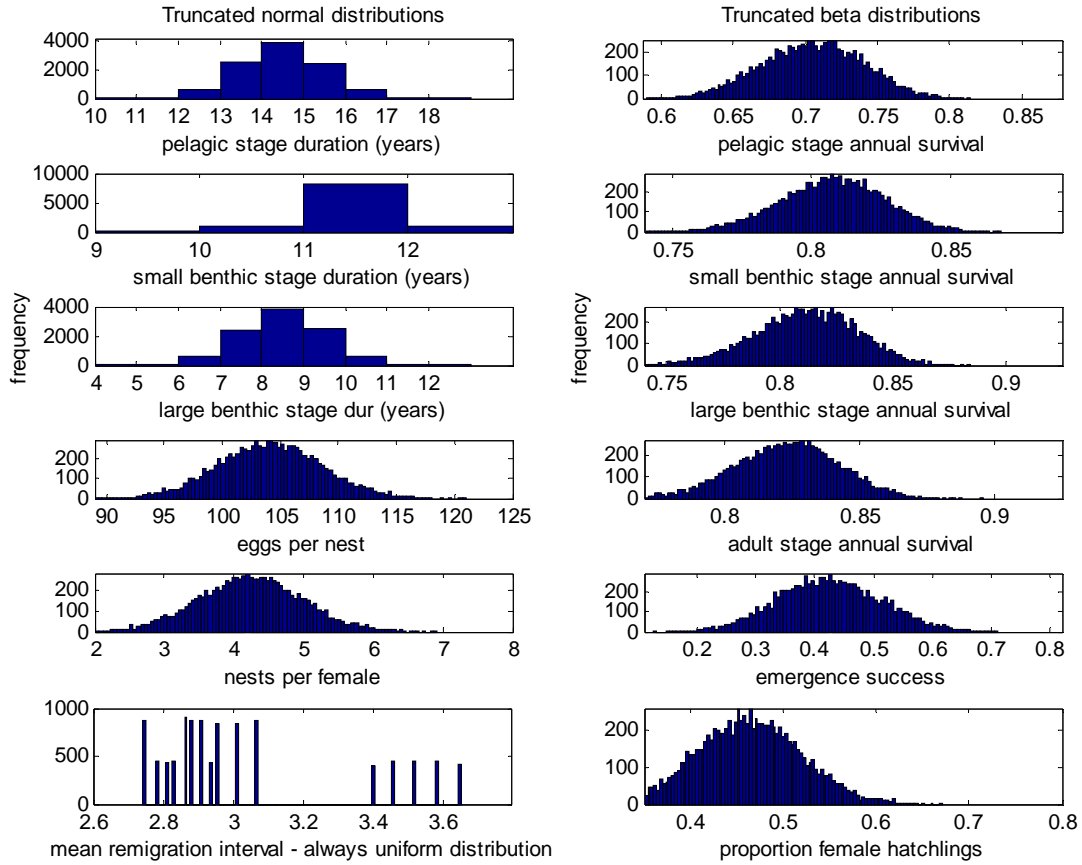 Truncated normal distributions
4000
2000
0
10 11 12 13 14 15 16 17 18
pelagic stage duration (years)
10000
5000
0
9 10 11 12
small benthic stage duration (years)
frequency
4000
2000
0
4 5 6 7 8 9 10 11 12
large benthic stage dur (years)
200
100
0
90 95 100 105 110 115 120 125
eggs per nest
200
100
0
2 3 4 5 6 7 8
nests per female
1000
500
0
2.6 2.8 3 3.2 3.4 3.6
mean remigration interval - always uniform distribution
Truncated beta distributions
200
100
0
0.6 0.65 0.7 0.75 0.8 0.85
pelagic stage annual survival
200
100
0
0.75 0.8 0.85
small benthic stage annual survival
frequency
200
100
0
0.75 0.8 0.85 0.9
large benthic stage annual survival
200
100
0
0.8 0.85 0.9
adult stage annual survival
200
100
0
0.2 0.3 0.4 0.5 0.6 0.7 0.8
emergence success
200
100
0
0.4 0.5 0.6 0.7 0.8
proportion female hatchlings